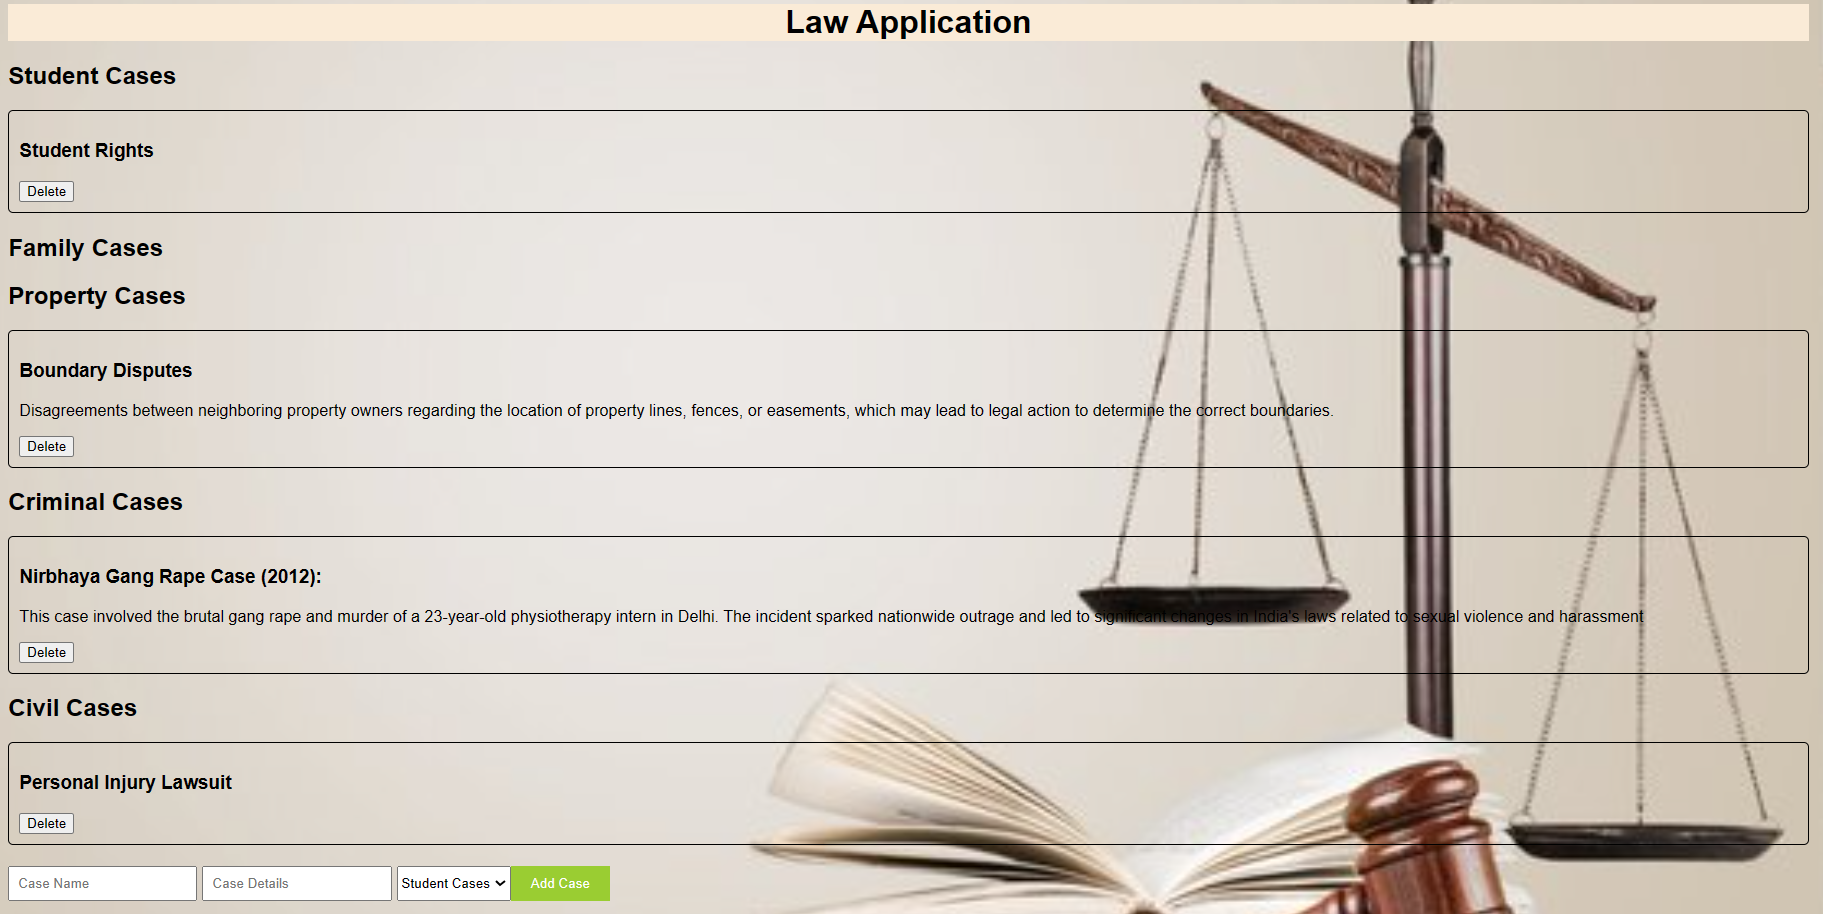 Law Application
Student Cases
Student Rights
Delete
Family Cases
Property Cases
Boundary Disputes
Disagreements between neighboring property owners regarding the location of property lines, fences, or easements, which may lead to legal action to determine the correct boundaries.
Delete
Criminal Cases
Nirbhaya Gang Rape Case (2012):
This case involved the brutal gang rape and murder of a 23-year-old physiotherapy intern in Delhi. The incident sparked nationwide outrage and led to significant changes in India's laws related to sexual violence and harassment
Delete
Civil Cases
Personal Injury Lawsuit
Delete
Case Name Case Details Student Cases Add Case